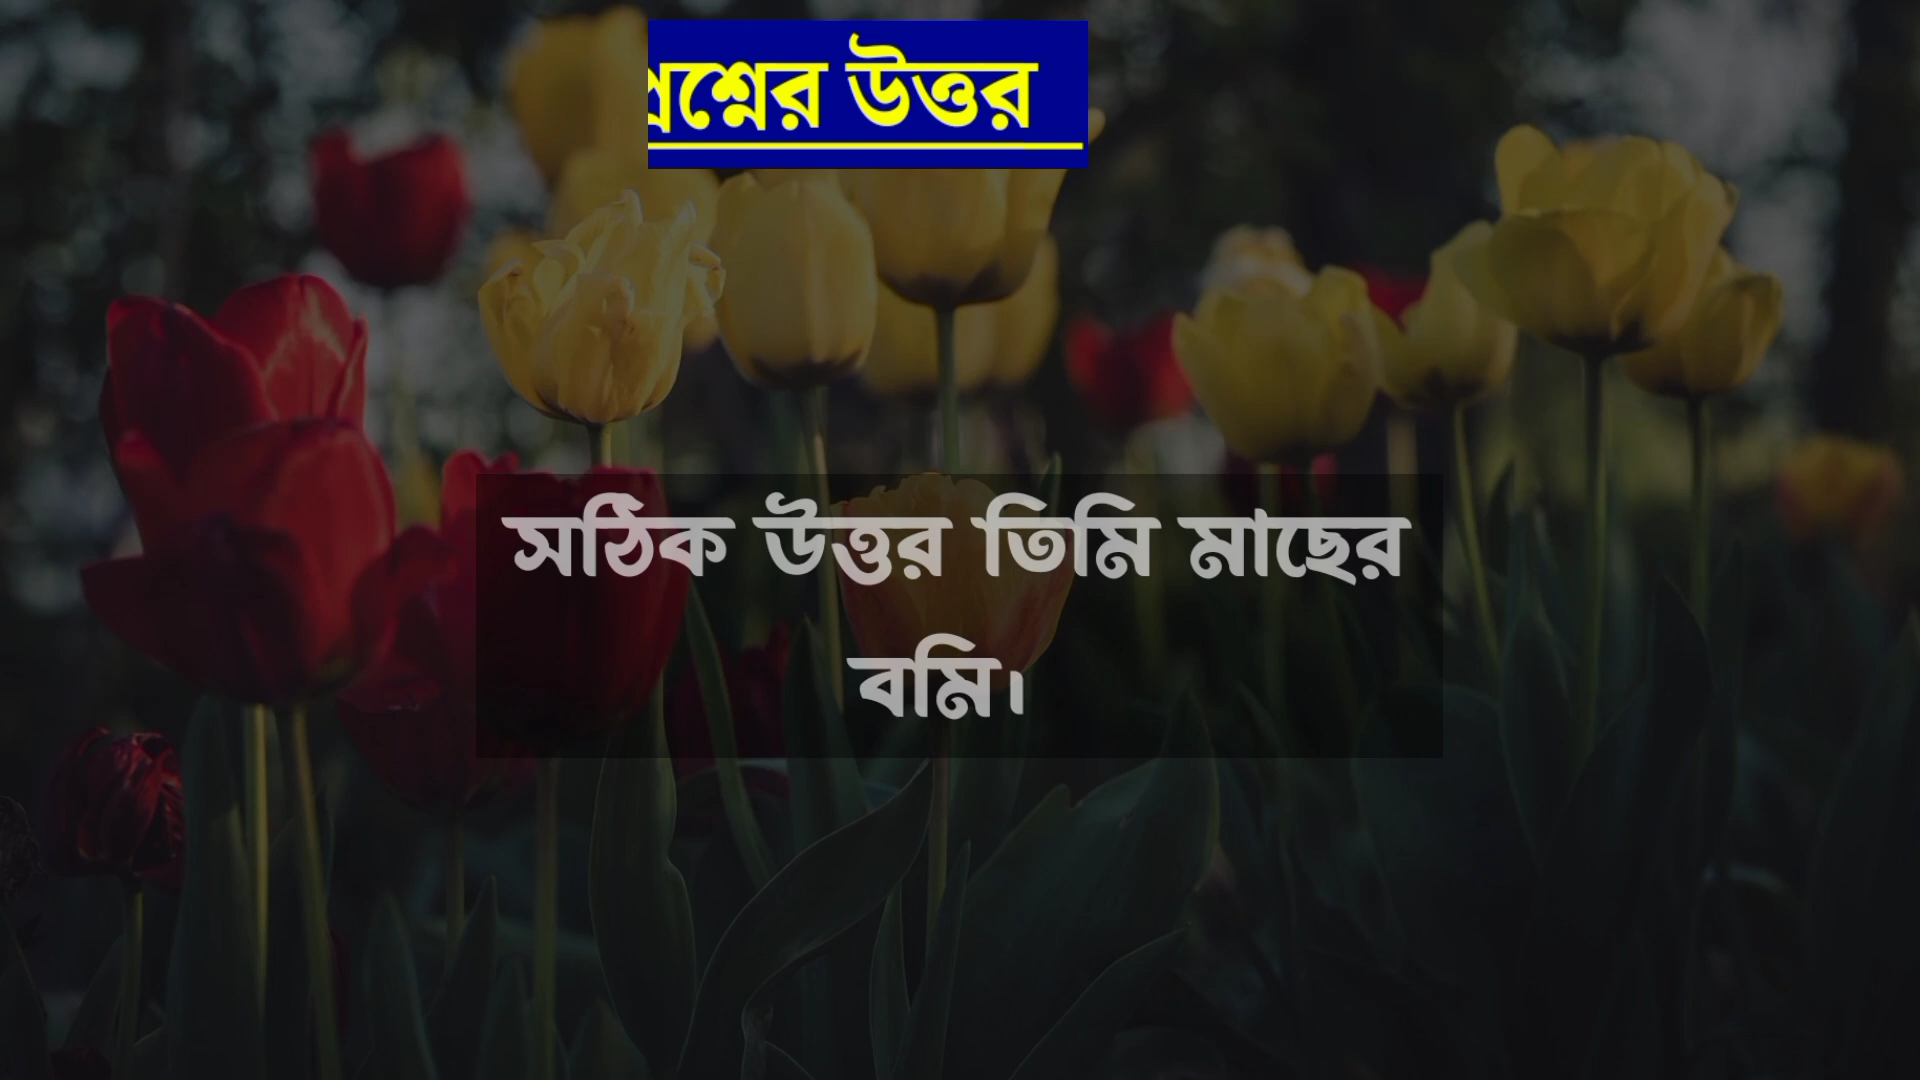 প্রশ্নের উত্তর
সঠিক উত্তর তিমি মাছের
বমি।